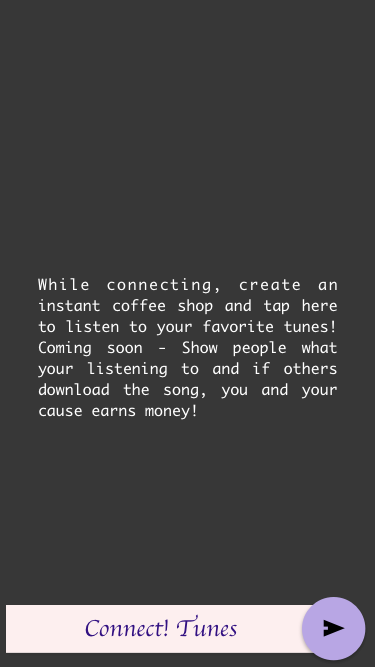 While connecting, create an
instant coffee shop and tap here
to listen to your favorite tunes!
Coming soon - Show people what
your listening to and if others
download the song, you and your
cause earns money!
Connect! Tunes